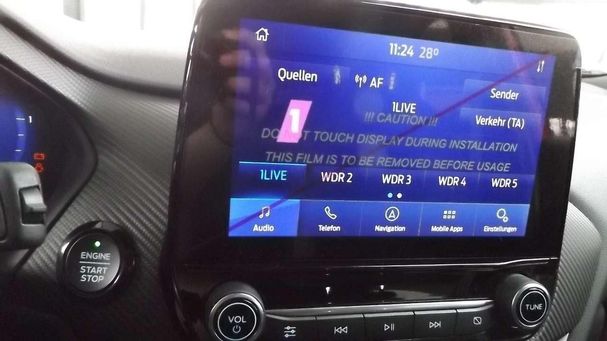 11:24 28°
Quellen
AF
Sender
1LIVE
1
!!! CAUTION !!!
Verkehr (TA)
DO NOT TOUCH DISPLAY DURING INSTALLATION
THIS FILM IS TO BE REMOVED BEFORE USAGE
1LIVE WDR 2 WDR 3 WDR 4 WDR 5
Audio Telefon Navigation Mobile Apps Einstellungen
1
ENGINE
START
STOP
VOL
TUNE